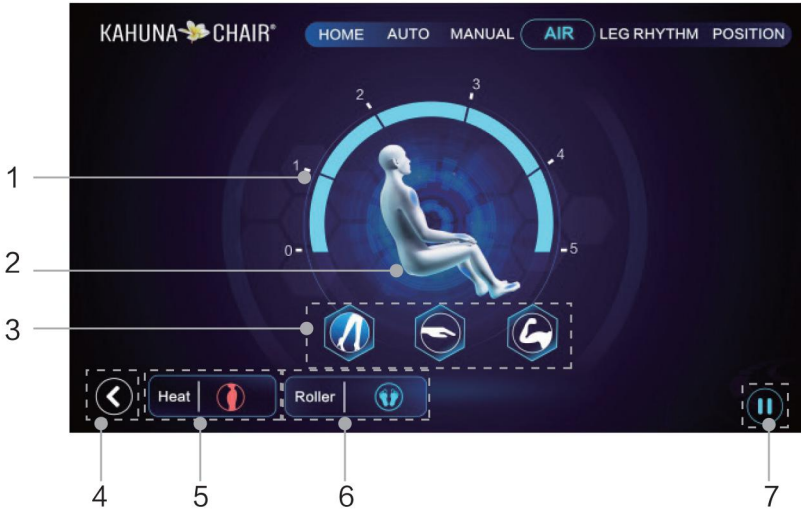 KAHUNA CHAIR®
HOME AUTO MANUAL AIR LEG RHYTHM POSITION
3
2
1 4
1
0 5
2
3
Heat Roller
4 5 6 7